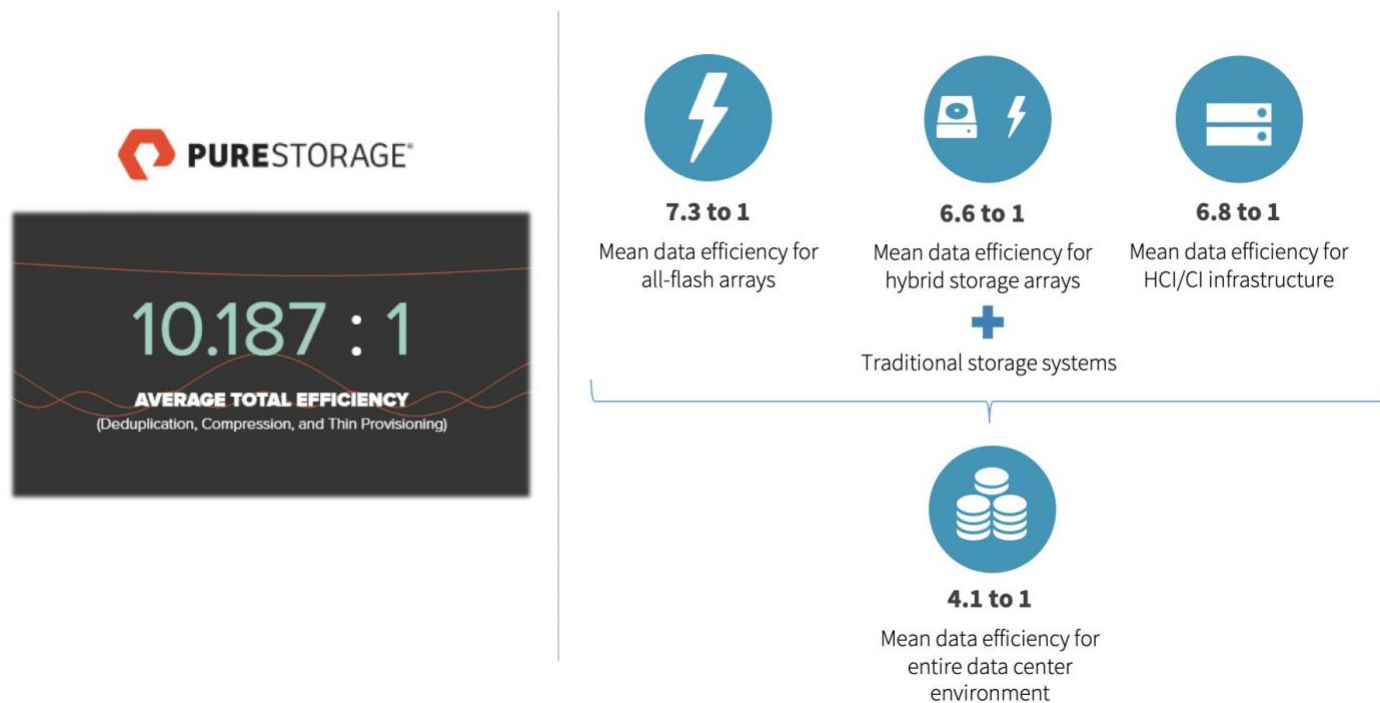 PURESTORAGE®
10.187 : 1
AVERAGE TOTAL EFFICIENCY
(Deduplication, Compression, and Thin Provisioning)
7.3 to 1
Mean data efficiency for
all-flash arrays
6.6 to 1
Mean data efficiency for
hybrid storage arrays
6.8 to 1
Mean data efficiency for
HCI/CI infrastructure
Traditional storage systems
4.1 to 1
Mean data efficiency for
entire data center
environment